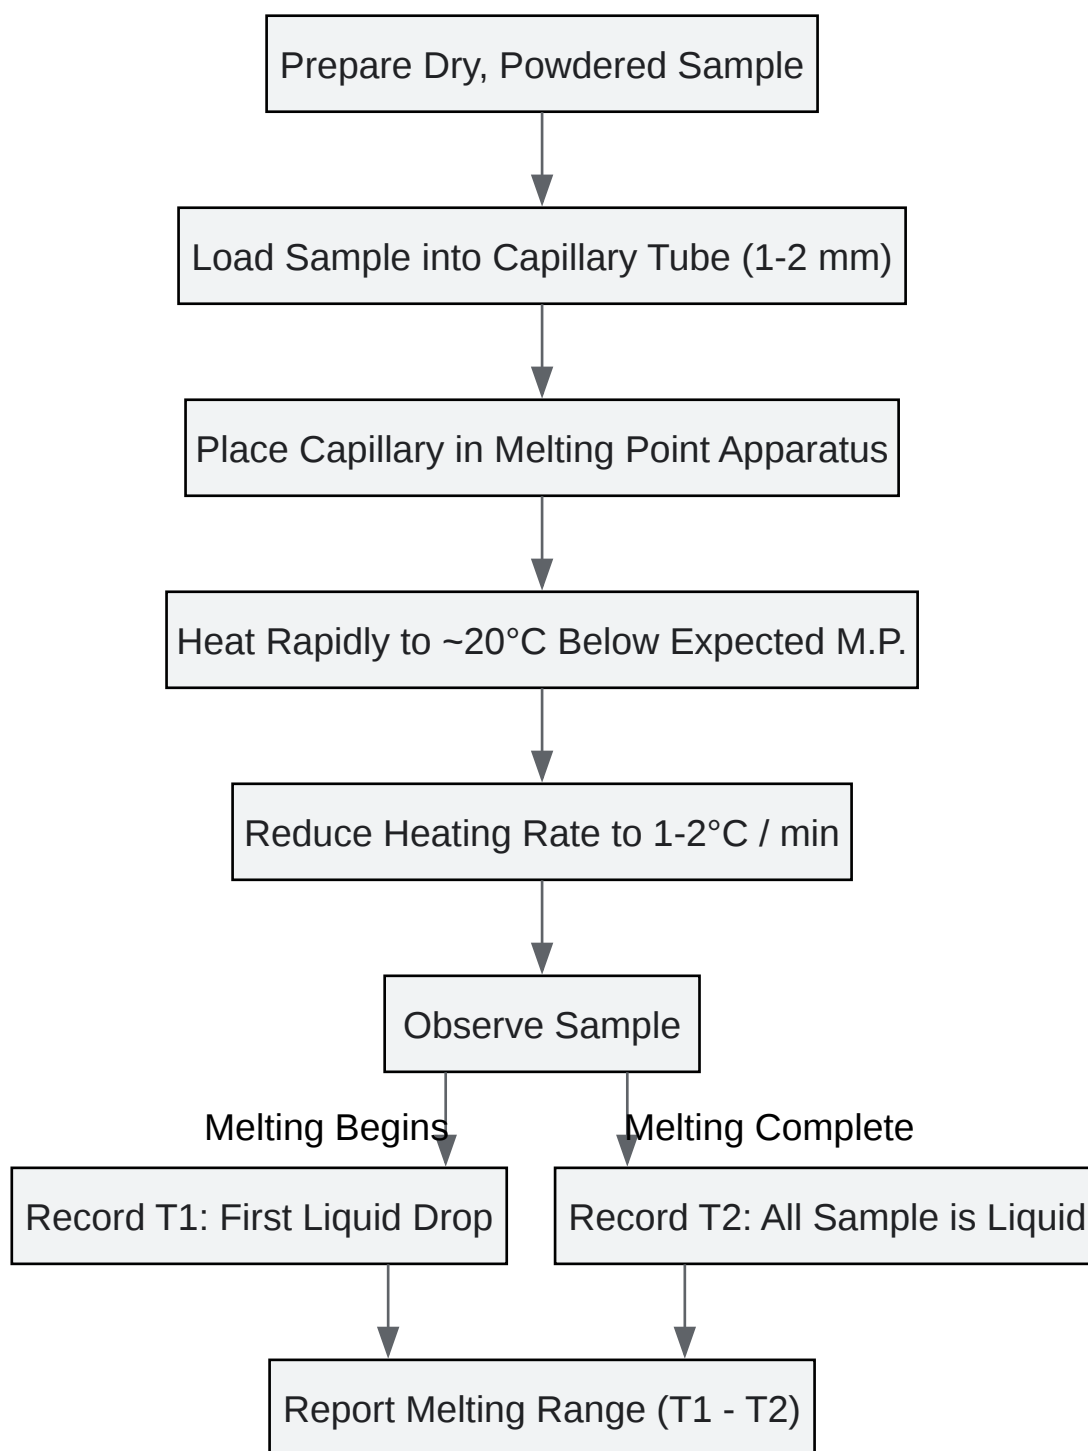 Prepare Dry, Powdered Sample
Load Sample into Capillary Tube (1-2 mm)
Place Capillary in Melting Point Apparatus
Heat Rapidly to ~20°C Below Expected M.P.
Reduce Heating Rate to 1-2°C / min
Observe Sample
Melting Begins
Melting Complete
Record T1: First Liquid Drop
Record T2: All Sample is Liquid
Report Melting Range (T1 - T2)